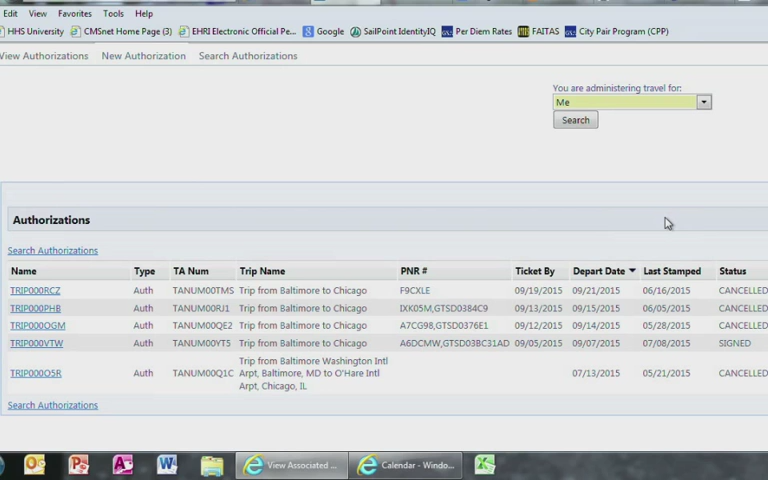 Edit View Favorites Tools Help
HHS University CMSnet Home Page (3) EHRI Electronic Official Pe... Google SailPoint IdentityIQ Per Diem Rates FAITAS City Pair Program (CPP)
View Authorizations New Authorization Search Authorizations
You are administering travel for:
Me
Search
Authorizations
Search Authorizations
Name Type TA Num Trip Name PNR # Ticket By Depart Date Last Stamped Status
TRIP000RCZ Auth TANUM00TMS Trip from Baltimore to Chicago F9CXLE 09/19/2015 09/21/2015 06/16/2015 CANCELLED
TRIP000PHB Auth TANUM00RJ1 Trip from Baltimore to Chicago IXK05M,GTSD0384C9 09/13/2015 09/15/2015 06/05/2015 CANCELLED
TRIP000OGM Auth TANUM00QE2 Trip from Baltimore to Chicago A7CG98,GTSD0376E1 09/12/2015 09/14/2015 05/28/2015 CANCELLED
TRIP000VTW Auth TANUM00YT5 Trip from Baltimore to Chicago A6DCMW,GTSD03BC31AD 09/05/2015 09/07/2015 07/08/2015 SIGNED
Trip from Baltimore Washington Intl
TRIP000O5R Auth TANUM00Q1C Arpt, Baltimore, MD to O'Hare Intl 07/13/2015 05/21/2015 CANCELLED
Arpt, Chicago, IL
Search Authorizations
View Associated ... Calendar - Windo...